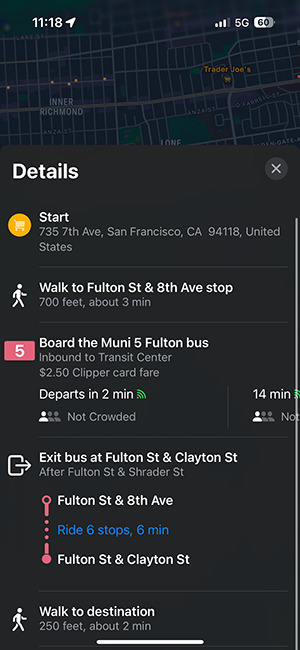 11:18
5G 60
Trader Joe's
INNER
RICHMOND
LONE
Details
Start
735 7th Ave, San Francisco, CA 94118, United
States
Walk to Fulton St & 8th Ave stop
700 feet, about 3 min
5
Board the Muni 5 Fulton bus
Inbound to Transit Center
$2.50 Clipper card fare
Departs in 2 min
14 min
Not Crowded
Not
Exit bus at Fulton St & Clayton St
After Fulton St & Shrader St
Fulton St & 8th Ave
Ride 6 stops, 6 min
Fulton St & Clayton St
Walk to destination
250 feet, about 2 min